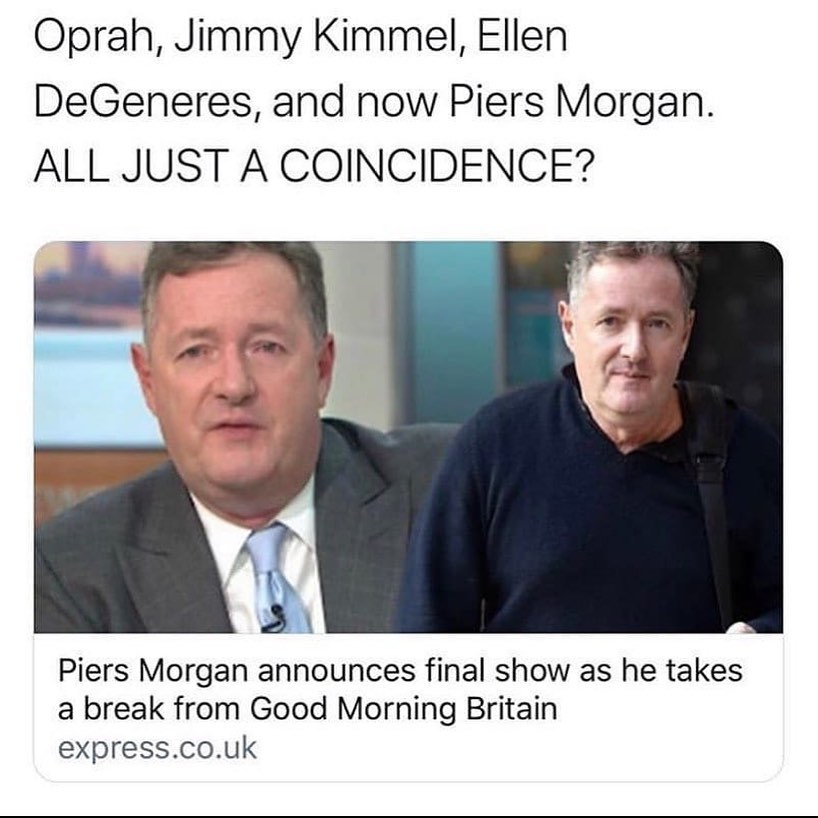 Oprah, Jimmy Kimmel, Ellen
DeGeneres, and now Piers Morgan.
ALL JUST A COINCIDENCE?
Piers Morgan announces final show as he takes
a break from Good Morning Britain
express.co.uk